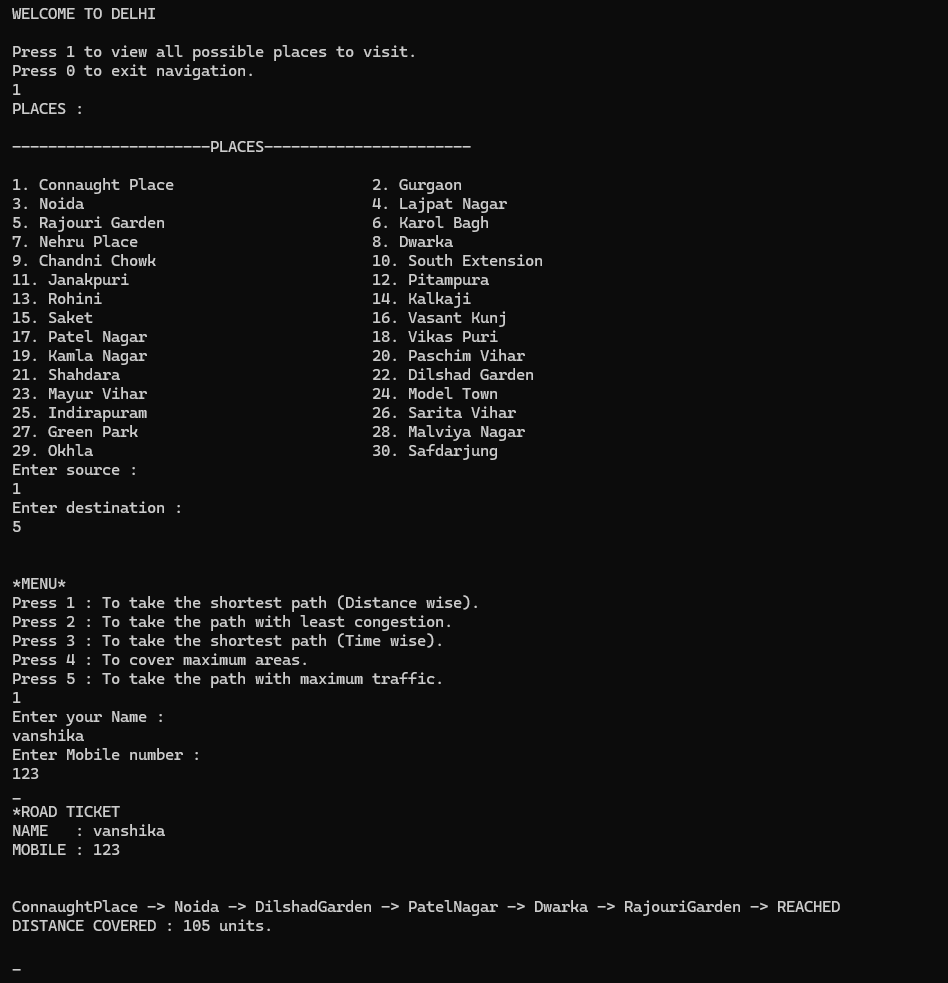 WELCOME TO DELHI
Press 1 to view all possible places to visit.
Press 0 to exit navigation.
1
PLACES :
----------------------PLACES-----------------------
1. Connaught Place 2. Gurgaon
3. Noida 4. Lajpat Nagar
5. Rajouri Garden 6. Karol Bagh
7. Nehru Place 8. Dwarka
9. Chandni Chowk 10. South Extension
11. Janakpuri 12. Pitampura
13. Rohini 14. Kalkaji
15. Saket 16. Vasant Kunj
17. Patel Nagar 18. Vikas Puri
19. Kamla Nagar 20. Paschim Vihar
21. Shahdara 22. Dilshad Garden
23. Mayur Vihar 24. Model Town
25. Indirapuram 26. Sarita Vihar
27. Green Park 28. Malviya Nagar
29. Okhla 30. Safdarjung
Enter source :
1
Enter destination :
5
*MENU*
Press 1 : To take the shortest path (Distance wise).
Press 2 : To take the path with least congestion.
Press 3 : To take the shortest path (Time wise).
Press 4 : To cover maximum areas.
Press 5 : To take the path with maximum traffic.
1
Enter your Name :
vanshika
Enter Mobile number :
123
_
*ROAD TICKET
NAME   : vanshika
MOBILE : 123
ConnaughtPlace -> Noida -> DilshadGarden -> PatelNagar -> Dwarka -> RajouriGarden -> REACHED
DISTANCE COVERED : 105 units.
_